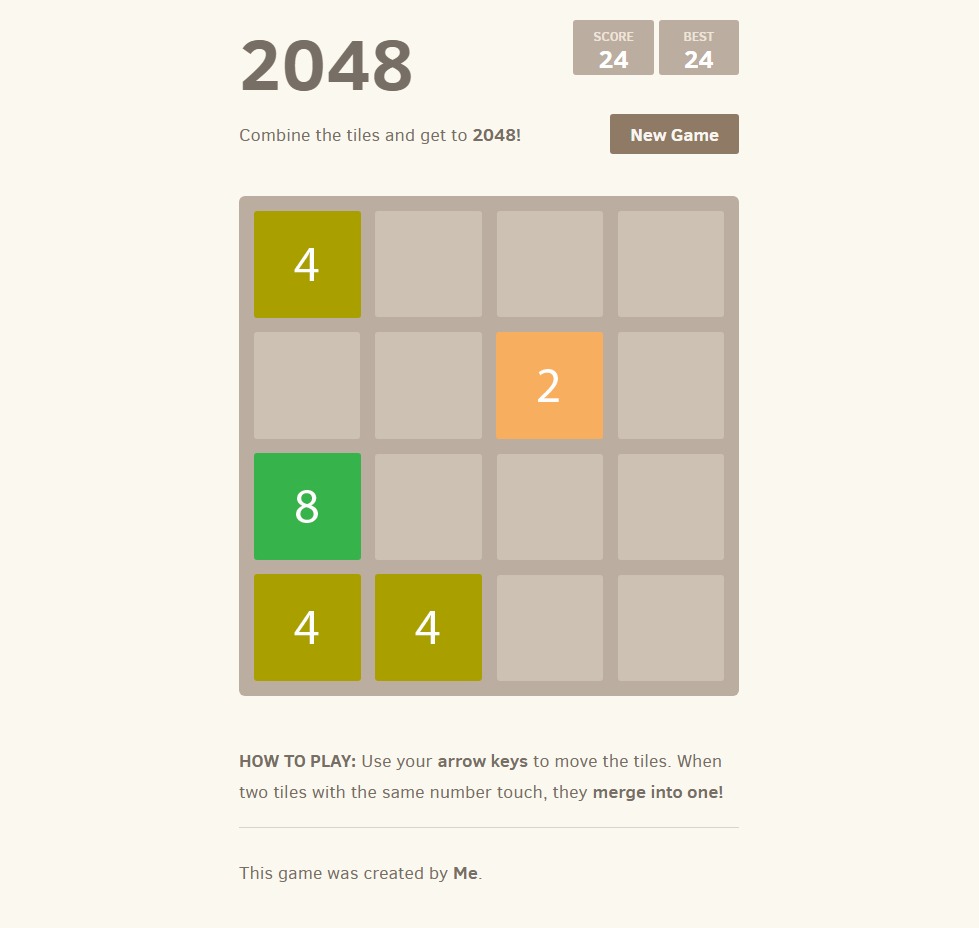 2048
SCORE
24
BEST
24
Combine the tiles and get to 2048!
New Game
4
2
8
4 4
HOW TO PLAY: Use your arrow keys to move the tiles. When
two tiles with the same number touch, they merge into one!
This game was created by Me.